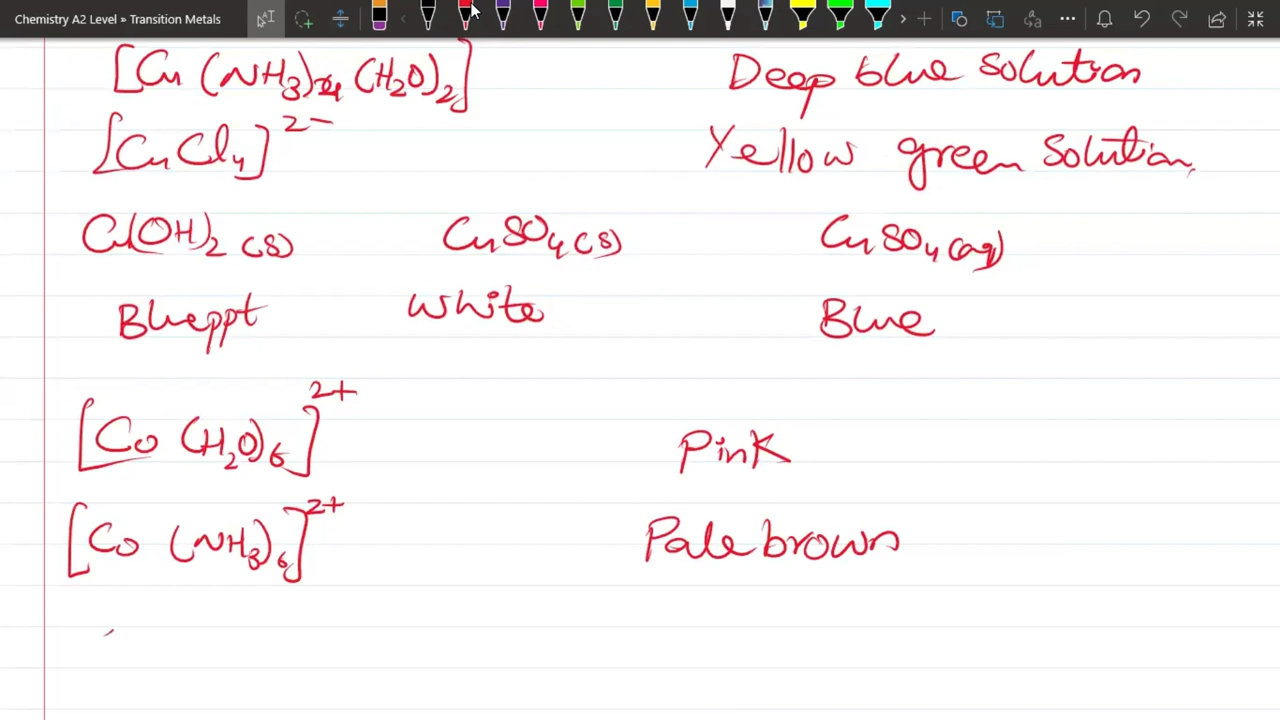 Chemistry A2 Level » Transition Metals
[Cu (NH3)4 (H2O)2] Deep blue solution
[CuCl4]2- Yellow green solution
Cu(OH)2 (s) CuSO4(s) CuSO4(aq)
Blue ppt White Blue
[Co (H2O)6]2+ Pink
[Co (NH3)6]2+ Pale brown